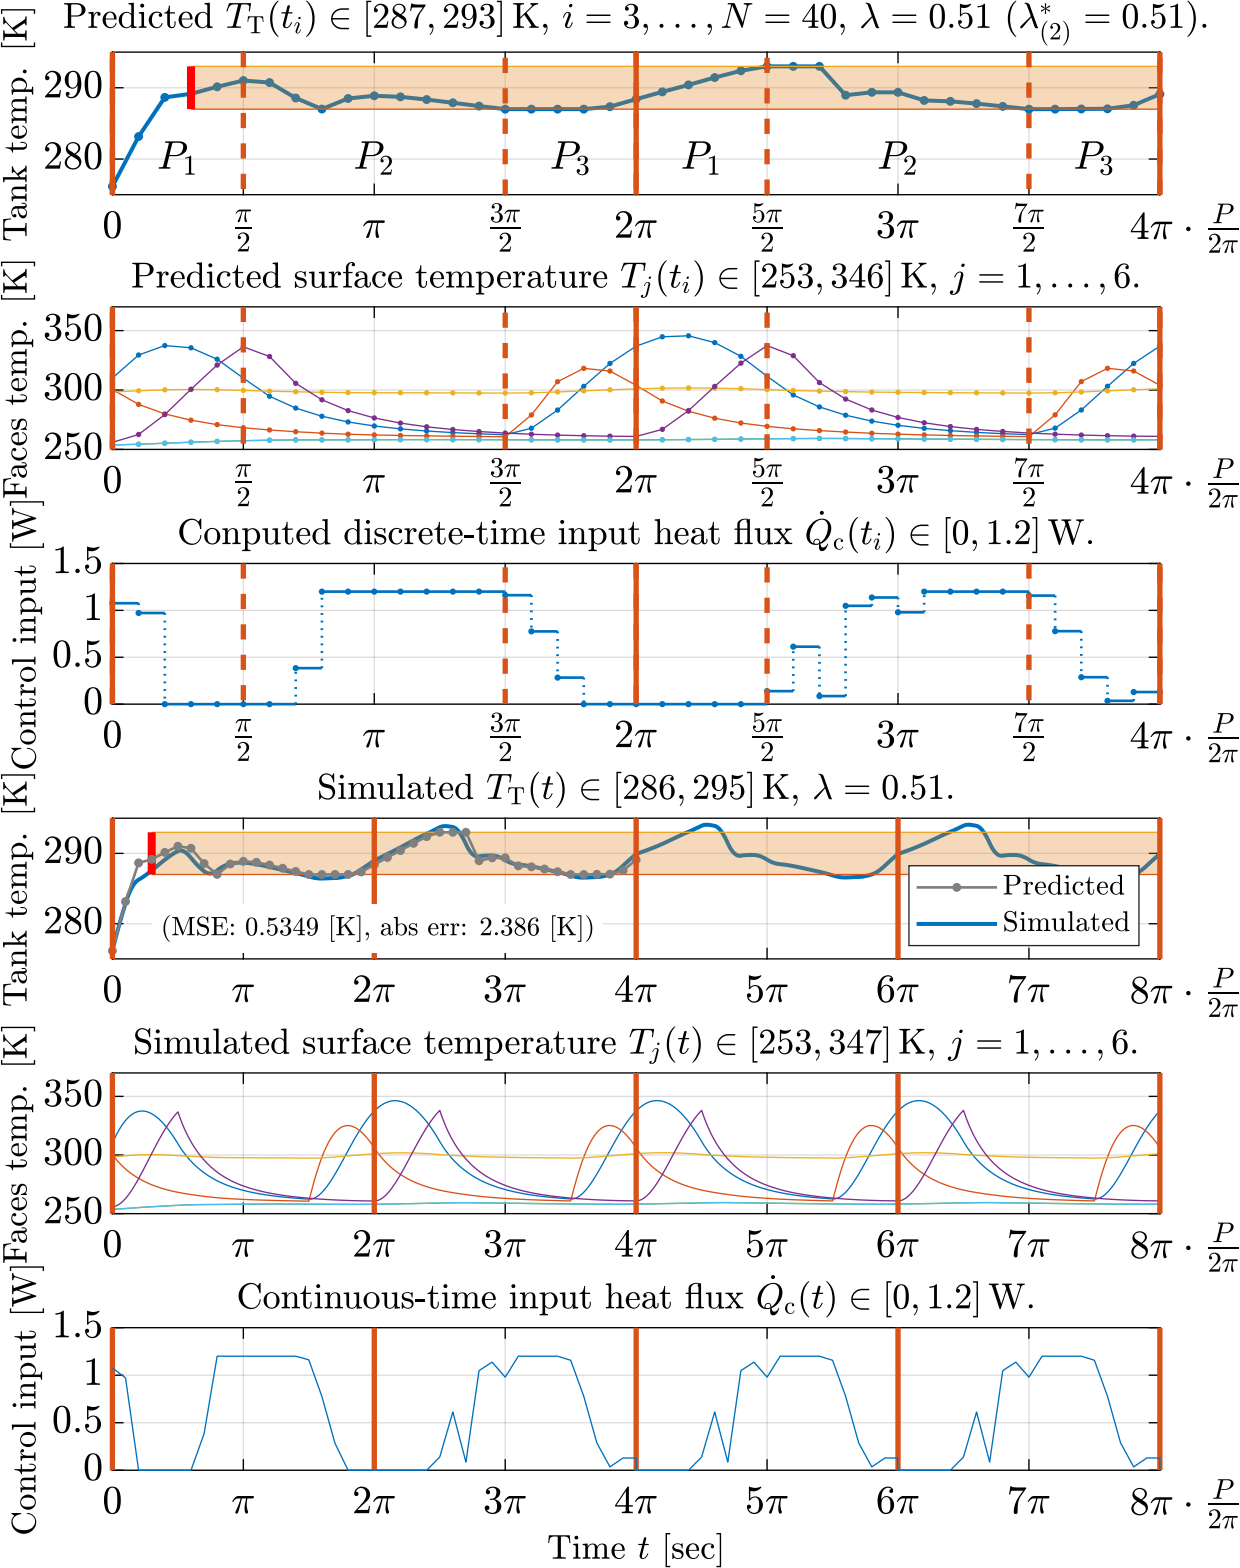 Predicted T_T(t_i) ∈ [287, 293] K, i = 3, …, N = 40, λ = 0.51 (λ*_(2) = 0.51).
Tank temp. [K]
290
280
P_1 P_2 P_3 P_1 P_2 P_3
0 π/2 π 3π/2 2π 5π/2 3π 7π/2 4π · P/2π
Predicted surface temperature T_j(t_i) ∈ [253, 346] K, j = 1, …, 6.
Faces temp. [K]
350
300
250
0 π/2 π 3π/2 2π 5π/2 3π 7π/2 4π · P/2π
Conputed discrete-time input heat flux Q̇_c(t_i) ∈ [0, 1.2] W.
Control input [W]
1.5
1
0.5
0
0 π/2 π 3π/2 2π 5π/2 3π 7π/2 4π · P/2π
Simulated T_T(t) ∈ [286, 295] K, λ = 0.51.
Tank temp. [K]
290
280
Predicted
Simulated
(MSE: 0.5349 [K], abs err: 2.386 [K])
0 π 2π 3π 4π 5π 6π 7π 8π · P/2π
Simulated surface temperature T_j(t) ∈ [253, 347] K, j = 1, …, 6.
Faces temp. [K]
350
300
250
0 π 2π 3π 4π 5π 6π 7π 8π · P/2π
Continuous-time input heat flux Q̇_c(t) ∈ [0, 1.2] W.
Control input [W]
1.5
1
0.5
0
0 π 2π 3π 4π 5π 6π 7π 8π · P/2π
Time t [sec]